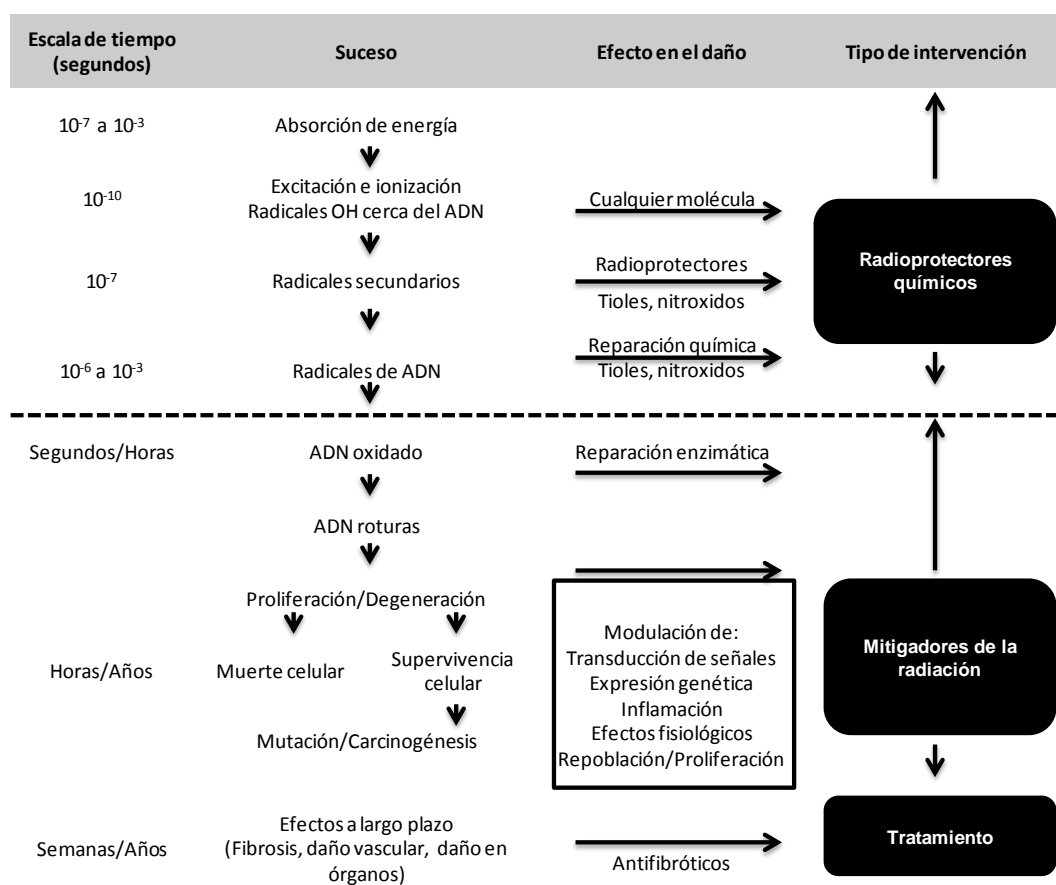 Escala de tiempo
(segundos)
Suceso
Efecto en el daño
Tipo de intervención
10⁻⁷ a 10⁻³
Absorción de energía
10⁻¹⁰
Excitación e ionización
Radicales OH cerca del ADN
Cualquier molécula
10⁻⁷
Radicales secundarios
Radioprotectores
Tioles, nitroxidos
Radioprotectores
químicos
10⁻⁶ a 10⁻³
Radicales de ADN
Reparación química
Tioles, nitroxidos
Segundos/Horas
ADN oxidado
Reparación enzimática
ADN roturas
Proliferación/Degeneración
Horas/Años
Muerte celular
Supervivencia
celular
Mutación/Carcinogénesis
Modulación de:
Transducción de señales
Expresión genética
Inflamación
Efectos fisiológicos
Repoblación/Proliferación
Mitigadores de la
radiación
Semanas/Años
Efectos a largo plazo
(Fibrosis, daño vascular, daño en
órganos)
Antifibróticos
Tratamiento